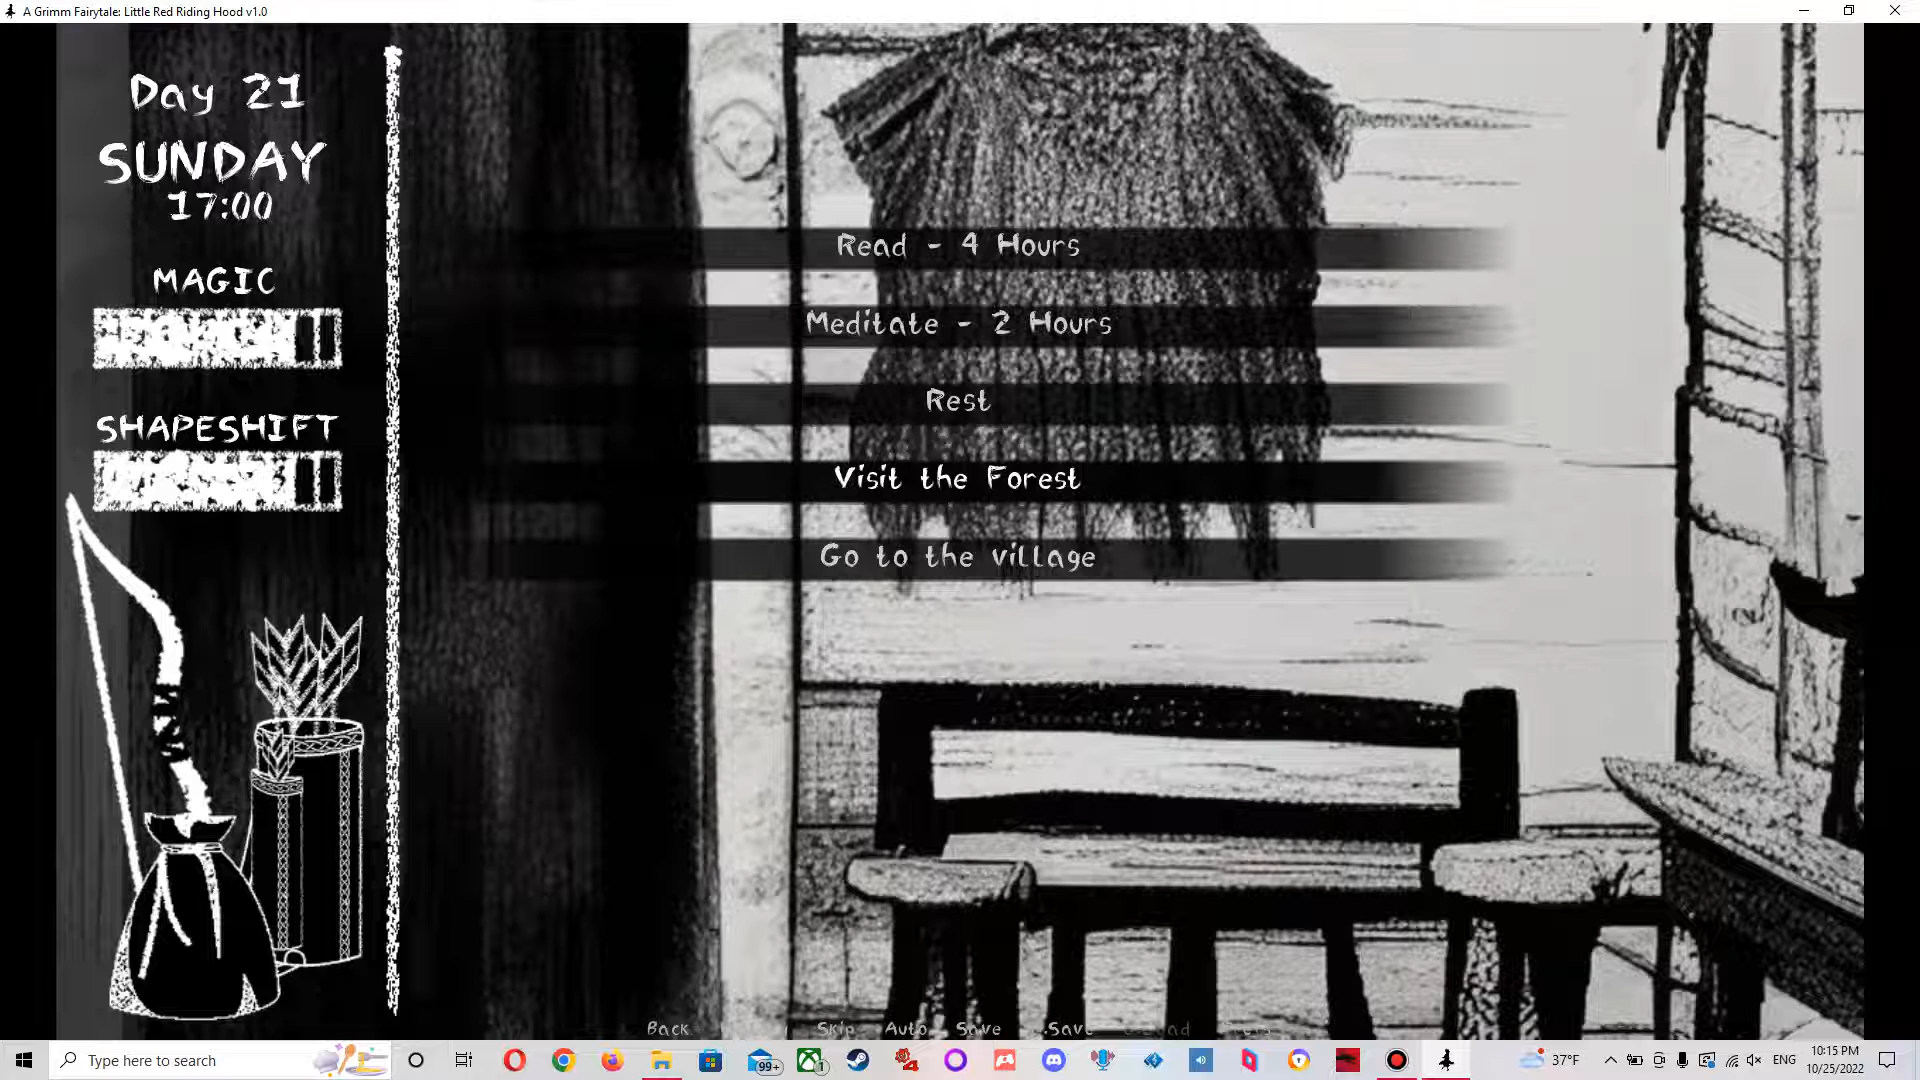 A Grimm Fairytale: Little Red Riding Hood v1.0
Day 21
SUNDAY
17:00
MAGIC
SHAPESHIFT
Read - 4 Hours
Meditate - 2 Hours
Rest
Visit the Forest
Go to the village
Back Skip Auto Save
Type here to search
99+
1
37°F
ENG
10:15 PM
10/25/2022